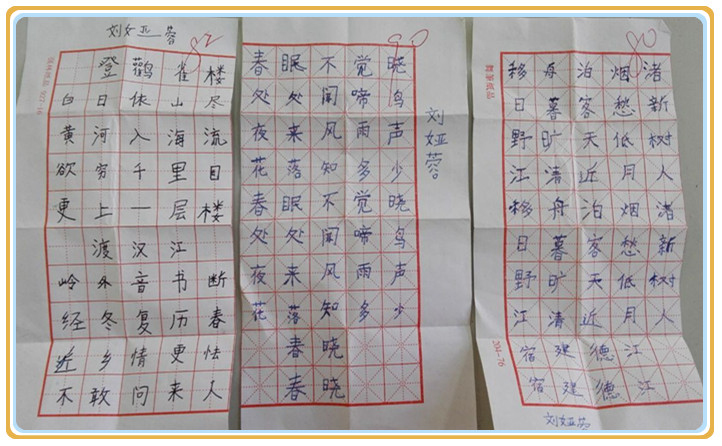 刘娅蓉
82
登鹳雀楼
白日依山尽
黄河入海流
欲穷千里目
更上一层楼
渡汉江
岭外音书断
经冬复历春
近乡情更怯
不敢问来人
90
春眠不觉晓
处处闻啼鸟
夜来风雨声
花落知多少
春眠不觉晓
处处闻啼鸟
夜来风雨声
花落知多少
春晓
春晓
刘娅蓉
80
移舟泊烟渚
日暮客愁新
野旷天低树
江清近月人
移舟泊烟渚
日暮客愁新
野旷天低树
江清近月人
宿建德江
宿建德江
204-76
刘娅蓉